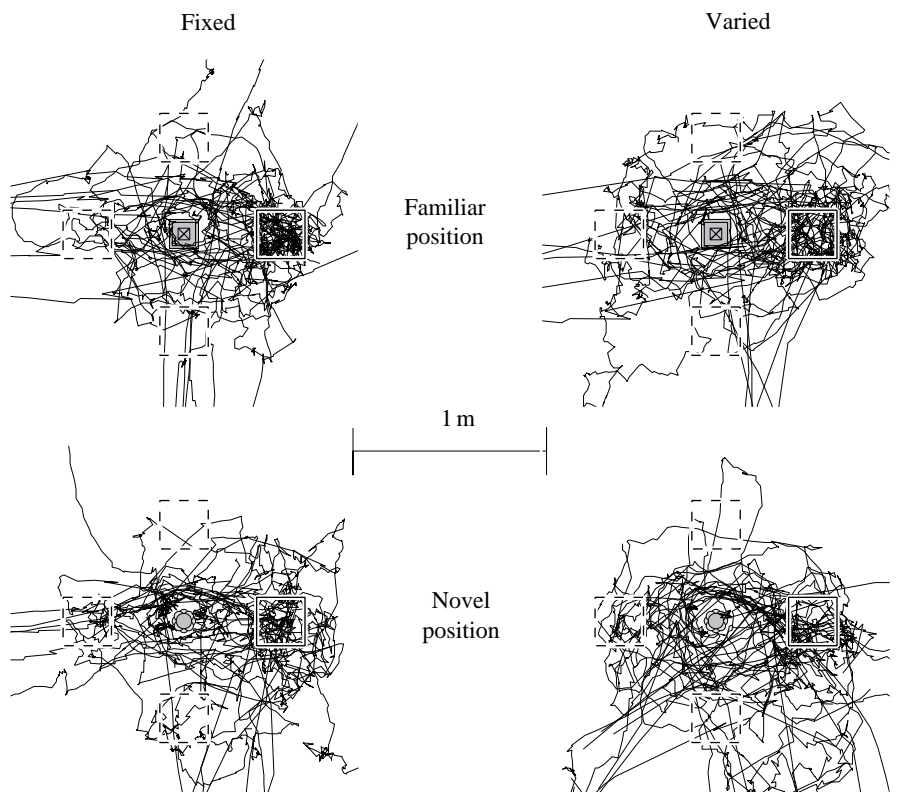 Fixed
Varied
Familiar
position
1 m
Novel
position